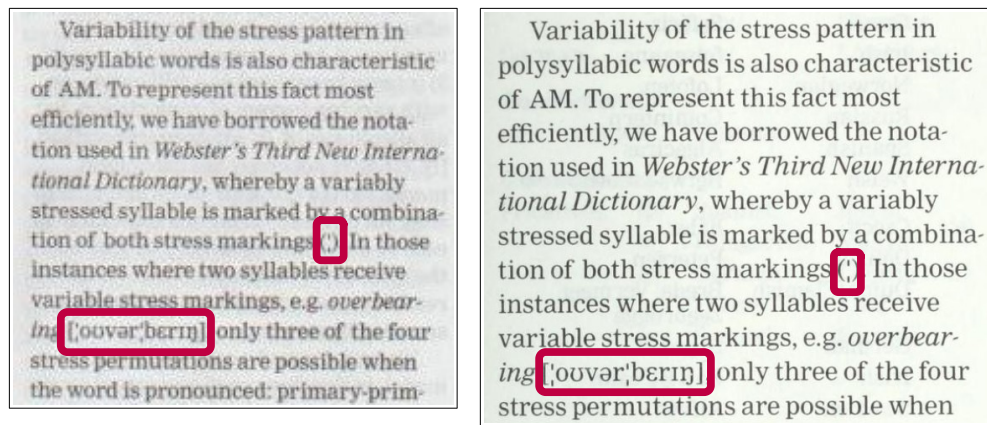 Variability of the stress pattern in
polysyllabic words is also characteristic
of AM. To represent this fact most
efficiently, we have borrowed the nota-
tion used in Webster's Third New Interna-
tional Dictionary, whereby a variably
stressed syllable is marked by a combina-
tion of both stress markings (¦). In those
instances where two syllables receive
variable stress markings, e.g. overbear-
ing [¦oʊvər¦bɛrɪŋ], only three of the four
stress permutations are possible when
the word is pronounced: primary-prim-
Variability of the stress pattern in
polysyllabic words is also characteristic
of AM. To represent this fact most
efficiently, we have borrowed the nota-
tion used in Webster's Third New Interna-
tional Dictionary, whereby a variably
stressed syllable is marked by a combina-
tion of both stress markings (¦). In those
instances where two syllables receive
variable stress markings, e.g. overbear-
ing [¦oʊvər¦bɛrɪŋ], only three of the four
stress permutations are possible when